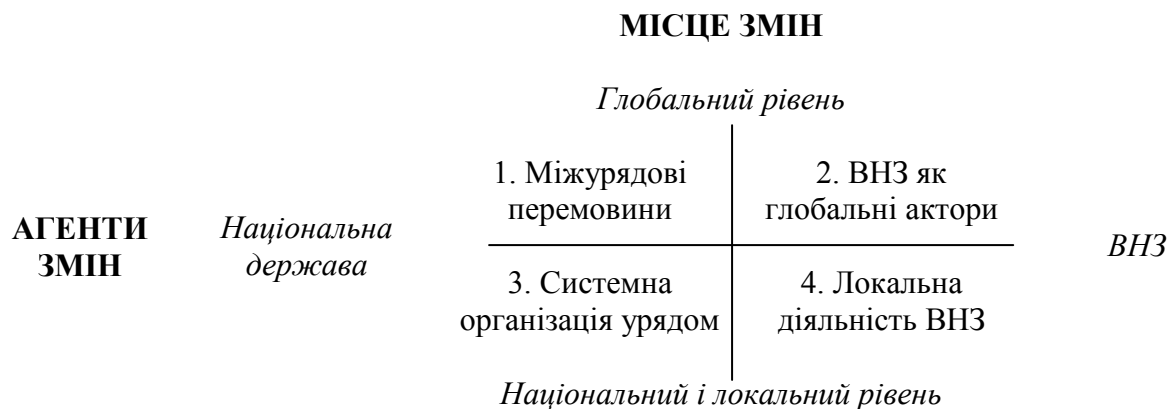 МІСЦЕ ЗМІН
Глобальний рівень
1. Міжурядові
перемовини
2. ВНЗ як
глобальні актори
АГЕНТИ
ЗМІН
Національна
держава
ВНЗ
3. Системна
організація урядом
4. Локальна
діяльність ВНЗ
Національний і локальний рівень